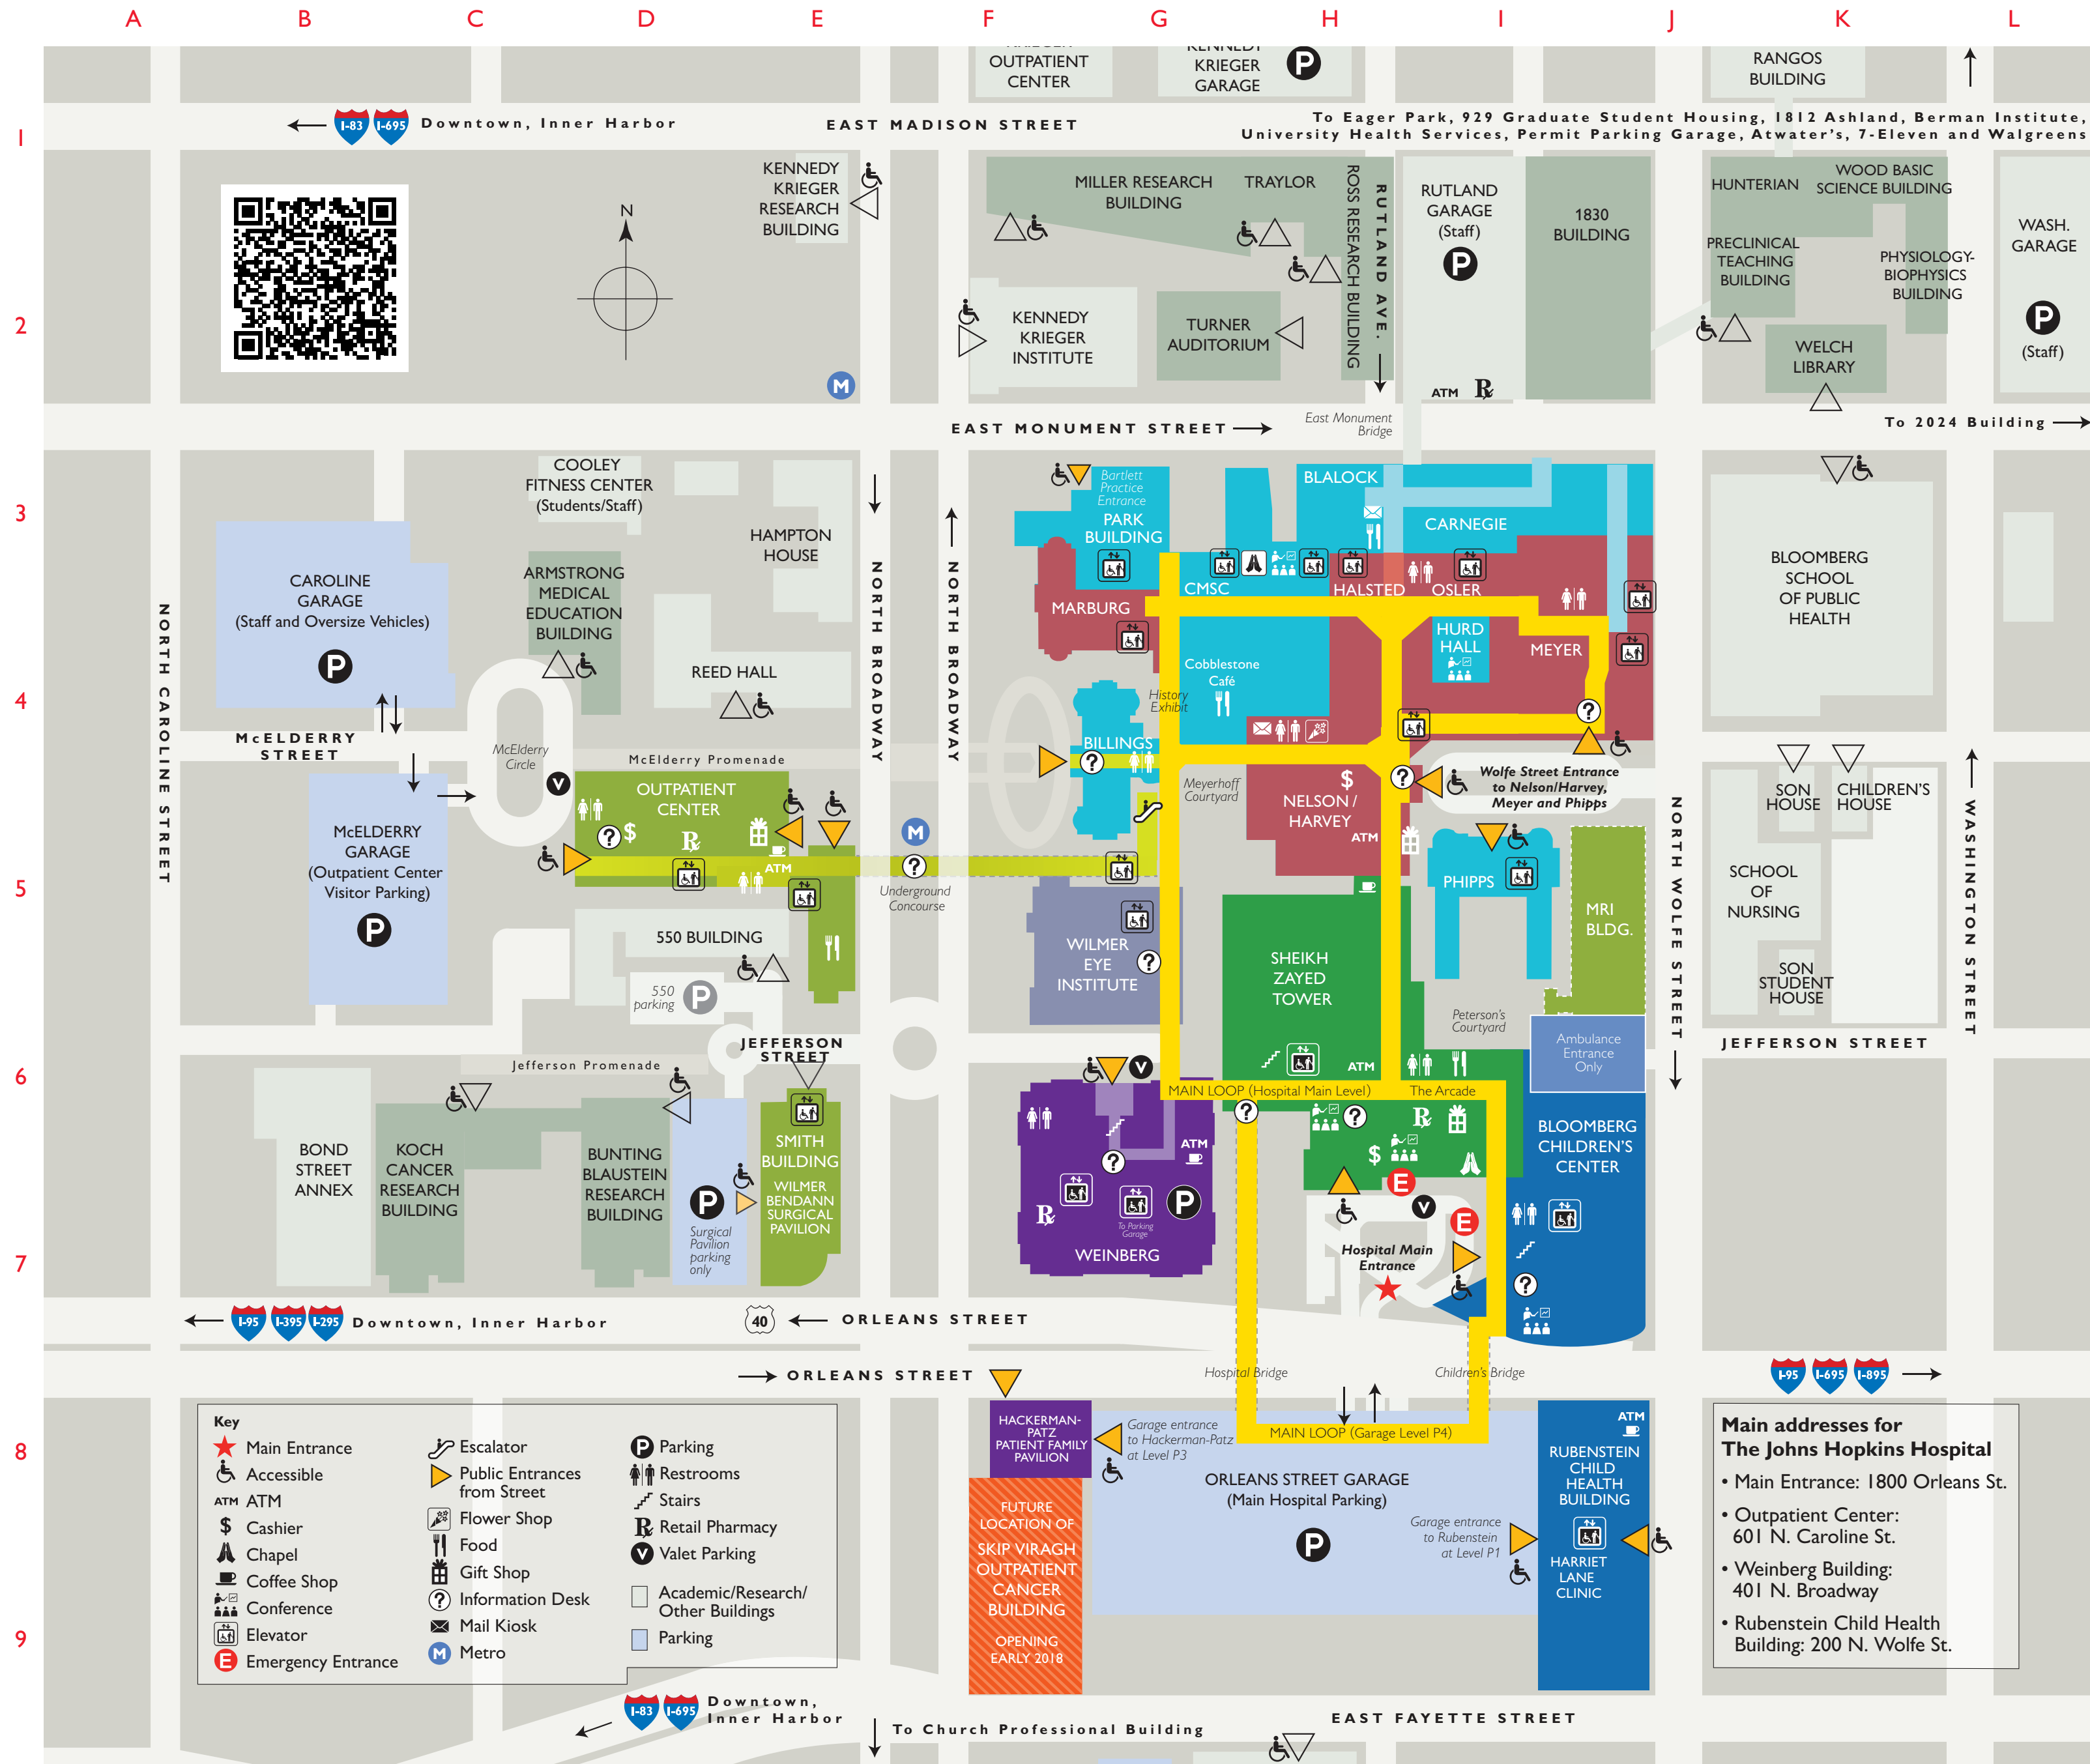 A B C D E F G H I J K L
1
2
3
4
5
6
7
8
9
OUTPATIENT
CENTER
KENNEDY
KRIEGER
GARAGE
P
RANGOS
BUILDING
I-83 I-695 Downtown, Inner Harbor
EAST MADISON STREET
To Eager Park, 929 Graduate Student Housing, 1812 Ashland, Berman Institute,
University Health Services, Permit Parking Garage, Atwater's, 7-Eleven and Walgreens
KENNEDY
KRIEGER
RESEARCH
BUILDING
N
M
MILLER RESEARCH
BUILDING
TRAYLOR
ROSS RESEARCH BUILDING
RUTLAND AVE.
RUTLAND
GARAGE
(Staff)
P
ATM Rx
1830
BUILDING
HUNTERIAN
WOOD BASIC
SCIENCE BUILDING
PRECLINICAL
TEACHING
BUILDING
PHYSIOLOGY-
BIOPHYSICS
BUILDING
WASH.
GARAGE
P
(Staff)
KENNEDY
KRIEGER
INSTITUTE
TURNER
AUDITORIUM
WELCH
LIBRARY
EAST MONUMENT STREET
East Monument
Bridge
To 2024 Building
COOLEY
FITNESS CENTER
(Students/Staff)
HAMPTON
HOUSE
CAROLINE
GARAGE
(Staff and Oversize Vehicles)
P
ARMSTRONG
MEDICAL
EDUCATION
BUILDING
REED HALL
NORTH CAROLINE STREET
NORTH BROADWAY
NORTH BROADWAY
McELDERRY
STREET
McElderry
Circle
V
McElderry Promenade
Bartlett
Practice
Entrance
PARK
BUILDING
BLALOCK
CARNEGIE
CMSC
HALSTED
OSLER
MARBURG
HURD
HALL
MEYER
Cobblestone
Café
History
Exhibit
BILLINGS
?
?
Meyerhoff
Courtyard
$
NELSON /
HARVEY
ATM
?
Wolfe Street Entrance
to Nelson/Harvey,
Meyer and Phipps
BLOOMBERG
SCHOOL
OF PUBLIC
HEALTH
SON
HOUSE
CHILDREN'S
HOUSE
OUTPATIENT
CENTER
? $
Rx
ATM
McELDERRY
GARAGE
(Outpatient Center
Visitor Parking)
P
M
?
Underground
Concourse
PHIPPS
MRI
BLDG.
NORTH WOLFE STREET
WASHINGTON STREET
SCHOOL
OF
NURSING
SON
STUDENT
HOUSE
550 BUILDING
550
parking
P
WILMER
EYE
INSTITUTE
?
SHEIKH
ZAYED
TOWER
ATM
Peterson's
Courtyard
Ambulance
Entrance
Only
JEFFERSON
STREET
Jefferson Promenade
JEFFERSON STREET
V
MAIN LOOP (Hospital Main Level)
The Arcade
?
?
Rx
$
E
V
E
BOND
STREET
ANNEX
KOCH
CANCER
RESEARCH
BUILDING
BUNTING
BLAUSTEIN
RESEARCH
BUILDING
P
Surgical
Pavilion
parking
only
SMITH
BUILDING
WILMER
BENDANN
SURGICAL
PAVILION
ATM
?
P
Rx
To Parking
Garage
WEINBERG
Hospital Main
Entrance
BLOOMBERG
CHILDREN'S
CENTER
?
I-95 I-395 I-295 Downtown, Inner Harbor
40
ORLEANS STREET
ORLEANS STREET
Hospital Bridge
Children's Bridge
I-95 I-695 I-895
HACKERMAN-
PATZ
PATIENT FAMILY
PAVILION
Garage entrance
to Hackerman-Patz
at Level P3
MAIN LOOP (Garage Level P4)
ORLEANS STREET GARAGE
(Main Hospital Parking)
P
Garage entrance
to Rubenstein
at Level P1
ATM
RUBENSTEIN
CHILD
HEALTH
BUILDING
HARRIET
LANE
CLINIC
FUTURE
LOCATION OF
SKIP VIRAGH
OUTPATIENT
CANCER
BUILDING
OPENING
EARLY 2018
Key
Main Entrance
Accessible
ATM ATM
$ Cashier
Chapel
Coffee Shop
Conference
Elevator
E Emergency Entrance
Escalator
Public Entrances
from Street
Flower Shop
Food
Gift Shop
? Information Desk
Mail Kiosk
M Metro
P Parking
Restrooms
Stairs
Rx Retail Pharmacy
V Valet Parking
Academic/Research/
Other Buildings
Parking
Main addresses for
The Johns Hopkins Hospital
• Main Entrance: 1800 Orleans St.
• Outpatient Center:
601 N. Caroline St.
• Weinberg Building:
401 N. Broadway
• Rubenstein Child Health
Building: 200 N. Wolfe St.
I-83 I-695 Downtown,
Inner Harbor
To Church Professional Building
EAST FAYETTE STREET